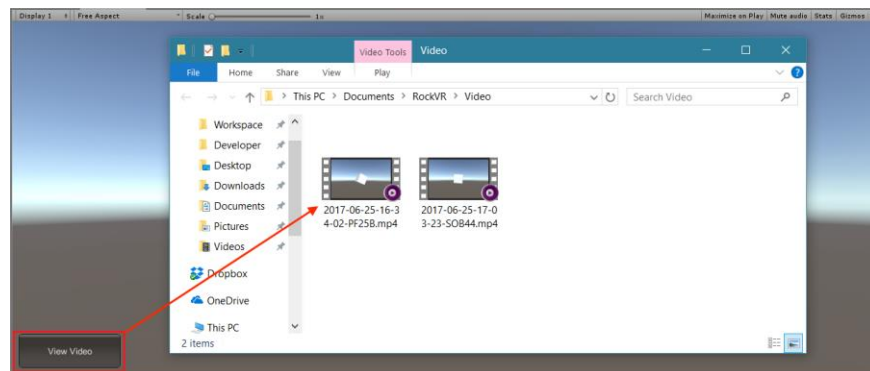 Display 1 Free Aspect Scale 1x Maximize on Play Mute audio Stats Gizmos
Video Tools Video
File Home Share View Play
This PC > Documents > RockVR > Video Search Video
Workspace
Developer
Desktop
Downloads
Documents
Pictures
Videos
Dropbox
OneDrive
This PC
2017-06-25-16-3
4-02-PF25B.mp4
2017-06-25-17-0
3-23-SOB44.mp4
2 items
View Video